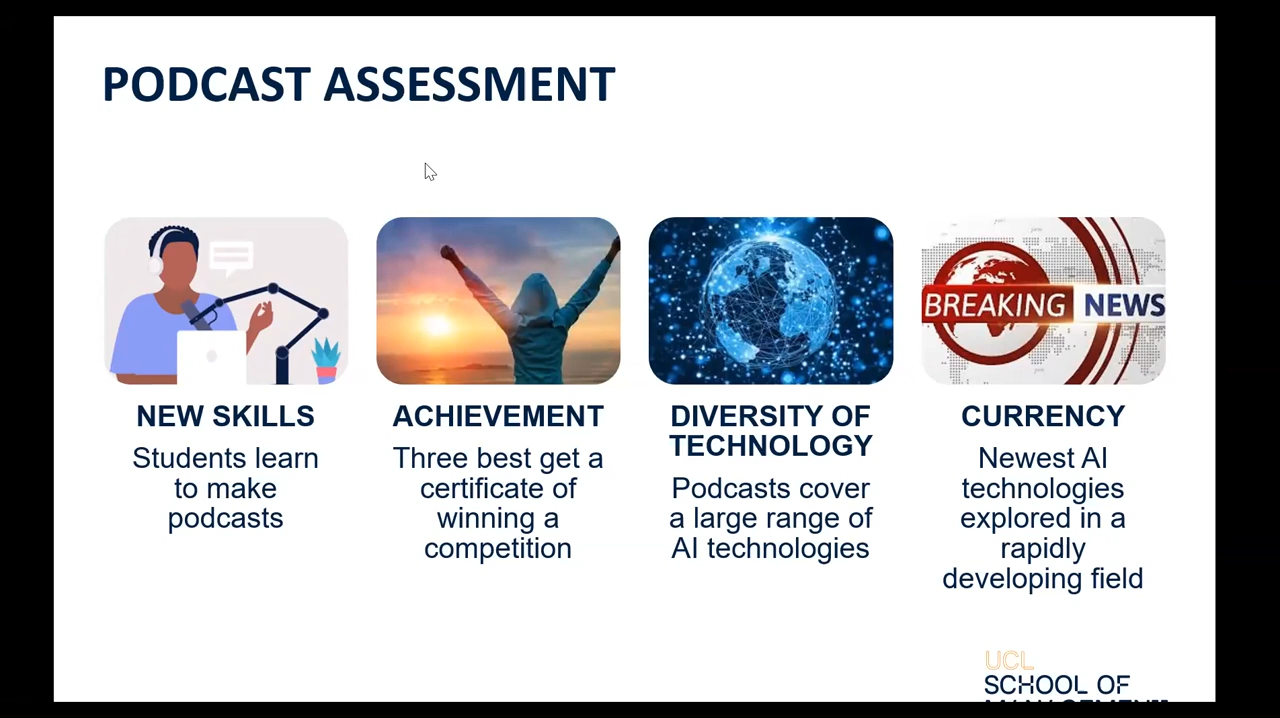 PODCAST ASSESSMENT
BREAKING NEWS
NEW SKILLS
Students learn
to make
podcasts
ACHIEVEMENT
Three best get a
certificate of
winning a
competition
DIVERSITY OF
TECHNOLOGY
Podcasts cover
a large range of
AI technologies
CURRENCY
Newest AI
technologies
explored in a
rapidly
developing field
UCL
SCHOOL OF